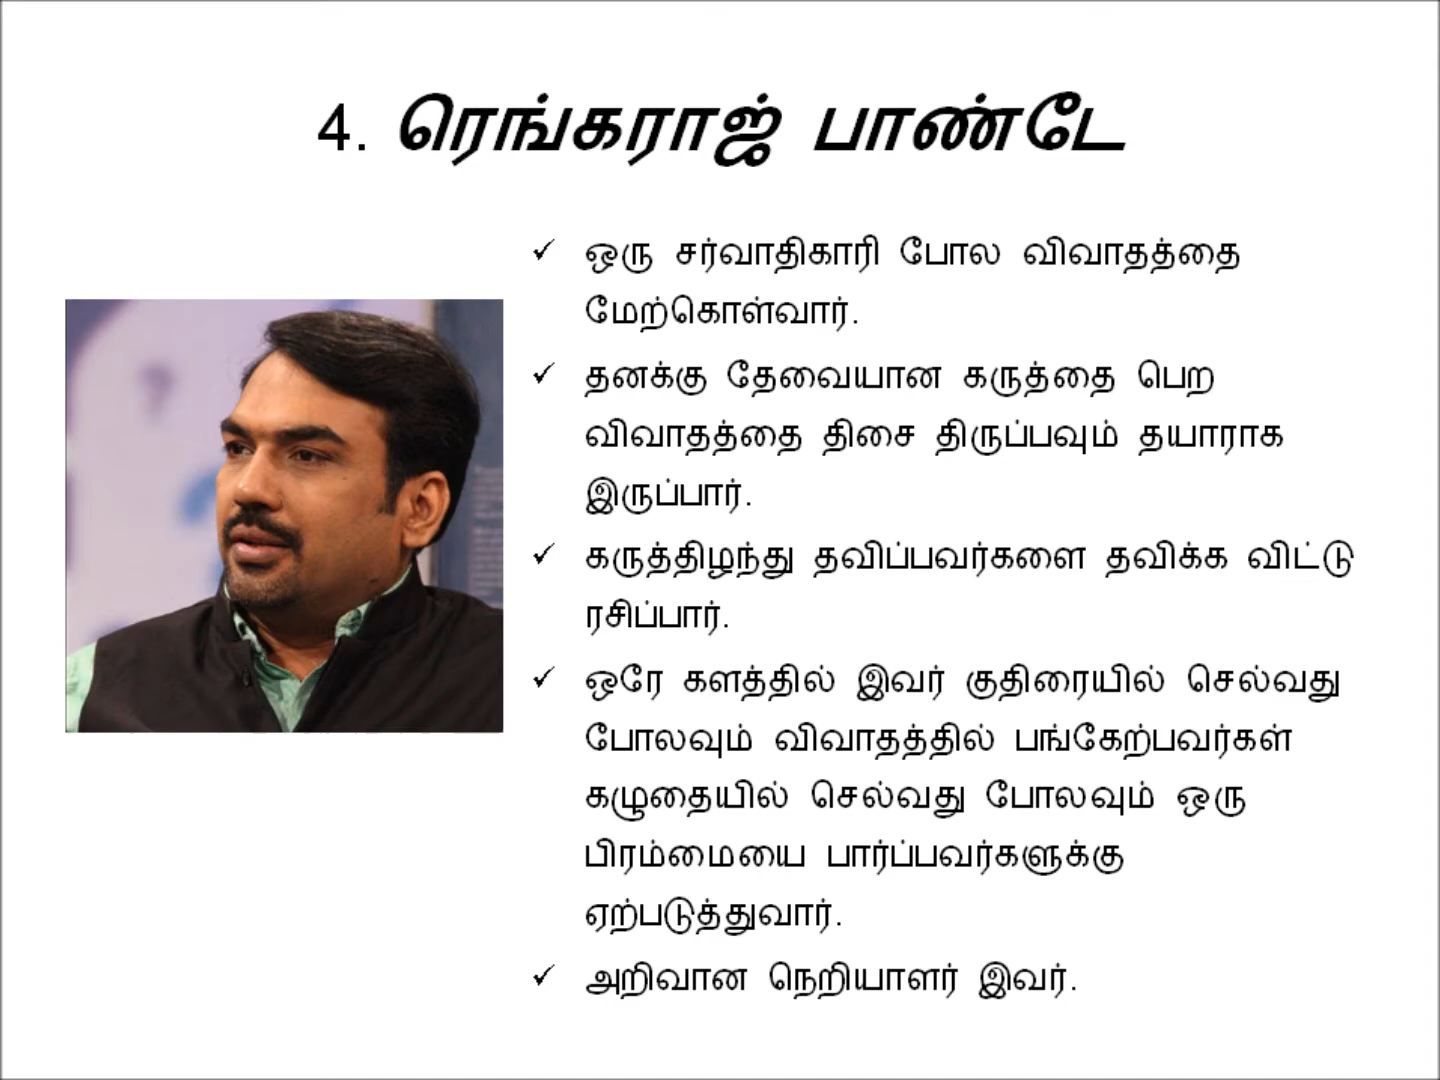 4. ரெங்கராஜ் பாண்டே
✓ ஒரு சர்வாதிகாரி போல விவாதத்தை
மேற்கொள்வார்.
✓ தனக்கு தேவையான கருத்தை பெற
விவாதத்தை திசை திருப்பவும் தயாராக
இருப்பார்.
✓ கருத்திழந்து தவிப்பவர்களை தவிக்க விட்டு
ரசிப்பார்.
✓ ஒரே களத்தில் இவர் குதிரையில் செல்வது
போலவும் விவாதத்தில் பங்கேற்பவர்கள்
கழுதையில் செல்வது போலவும் ஒரு
பிரம்மையை பார்ப்பவர்களுக்கு
ஏற்படுத்துவார்.
✓ அறிவான நெறியாளர் இவர்.